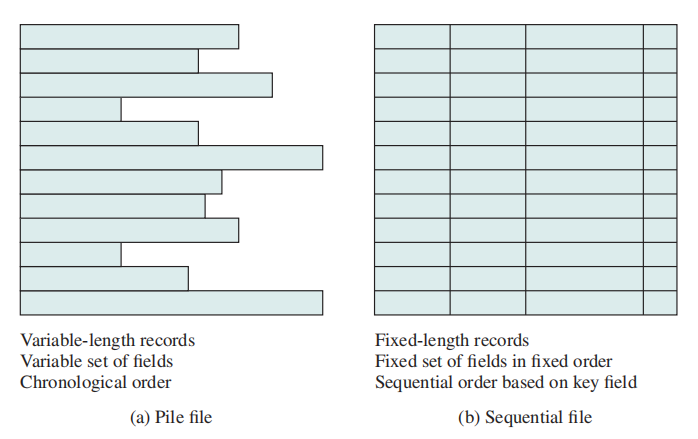 Variable-length records
Variable set of fields
Chronological order
(a) Pile file
Fixed-length records
Fixed set of fields in fixed order
Sequential order based on key field
(b) Sequential file